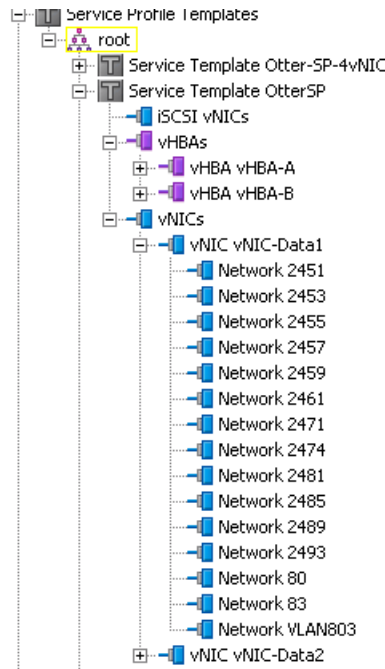 Service Profile Templates
root
Service Template Otter-SP-4vNIC
Service Template OtterSP
iSCSI vNICs
vHBAs
vHBA vHBA-A
vHBA vHBA-B
vNICs
vNIC vNIC-Data1
Network 2451
Network 2453
Network 2455
Network 2457
Network 2459
Network 2461
Network 2471
Network 2474
Network 2481
Network 2485
Network 2489
Network 2493
Network 80
Network 83
Network VLAN803
vNIC vNIC-Data2